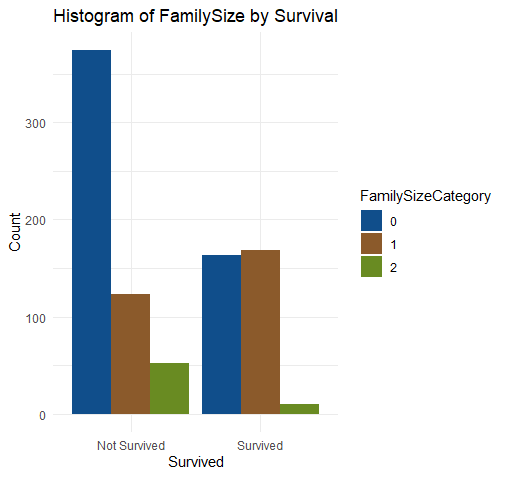 Histogram of FamilySize by Survival
Count
300
200
100
0
Not Survived
Survived
Survived
FamilySizeCategory
0
1
2